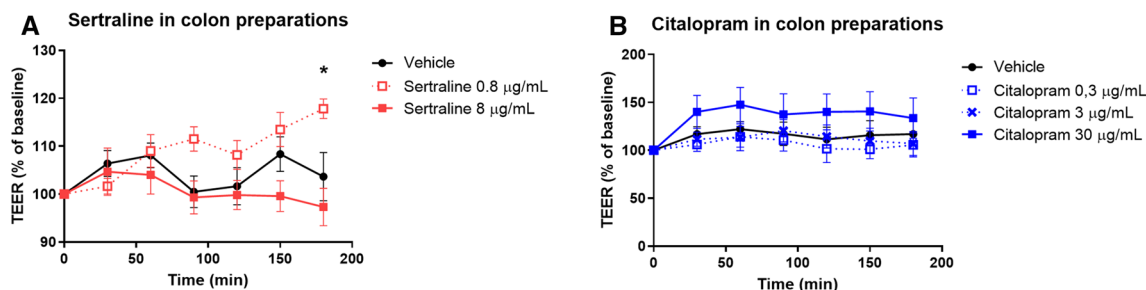 A
Sertraline in colon preparations
TEER (% of baseline)
130
120
110
100
90
0
50
100
150
200
Time (min)
*
Vehicle
Sertraline 0.8 μg/mL
Sertraline 8 μg/mL
B
Citalopram in colon preparations
TEER (% of baseline)
200
150
100
50
0
0
50
100
150
200
Time (min)
Vehicle
Citalopram 0,3 μg/mL
Citalopram 3 μg/mL
Citalopram 30 μg/mL